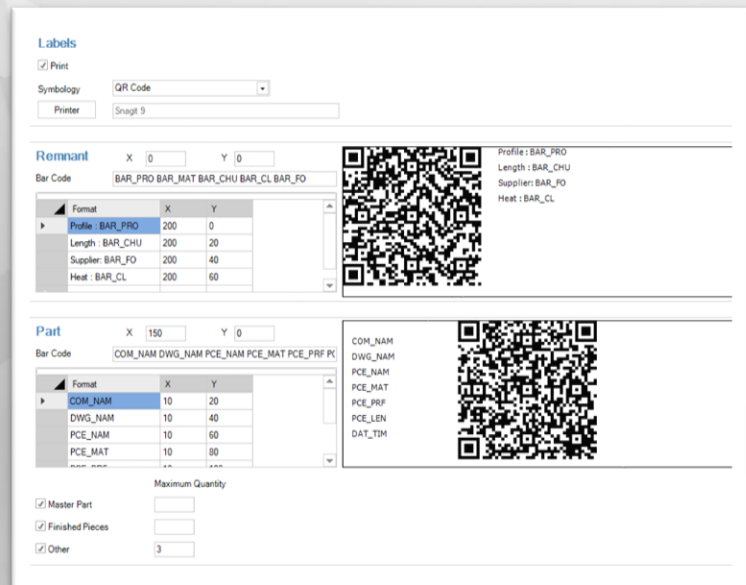 Labels
Print
Symbology QR Code
Printer Snagit 9
Remnant X 0 Y 0
Bar Code BAR_PRO BAR_MAT BAR_CHU BAR_CL BAR_FO
Format X Y
Profile : BAR_PRO 200 0
Length : BAR_CHU 200 20
Supplier: BAR_FO 200 40
Heat : BAR_CL 200 60
Profile : BAR_PRO
Length : BAR_CHU
Supplier: BAR_FO
Heat : BAR_CL
Part X 150 Y 0
Bar Code COM_NAM DWG_NAM PCE_NAM PCE_MAT PCE_PRF
Format X Y
COM_NAM 10 20
DWG_NAM 10 40
PCE_NAM 10 60
PCE_MAT 10 80
COM_NAM
DWG_NAM
PCE_NAM
PCE_MAT
PCE_PRF
PCE_LEN
DAT_TIM
Maximum Quantity
Master Part
Finished Pieces
Other 3